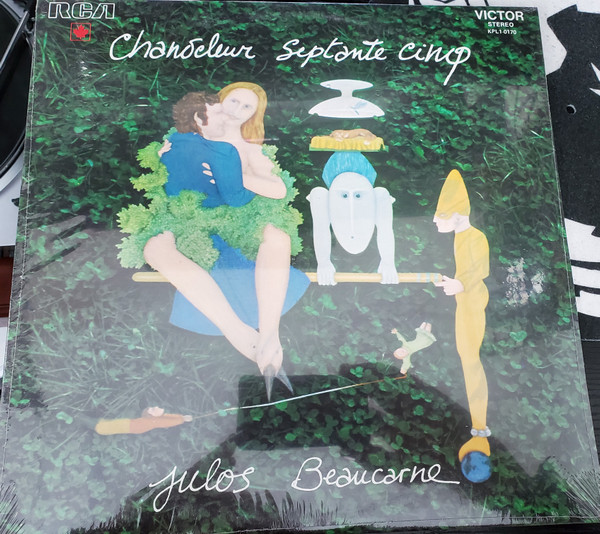 RCA
VICTOR
STEREO
KPL1-0170
Chandeleur Septante Cinq
Julos Beaucarne